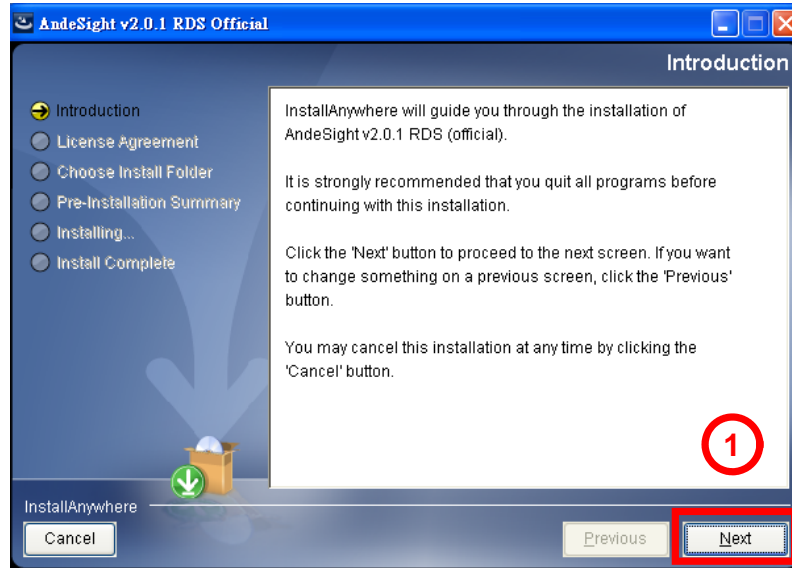 AndeSight v2.0.1 RDS Official
Introduction
Introduction
License Agreement
Choose Install Folder
Pre-Installation Summary
Installing...
Install Complete
InstallAnywhere will guide you through the installation of
AndeSight v2.0.1 RDS (official).
It is strongly recommended that you quit all programs before
continuing with this installation.
Click the 'Next' button to proceed to the next screen. If you want
to change something on a previous screen, click the 'Previous'
button.
You may cancel this installation at any time by clicking the
'Cancel' button.
1
InstallAnywhere
Cancel
Previous
Next